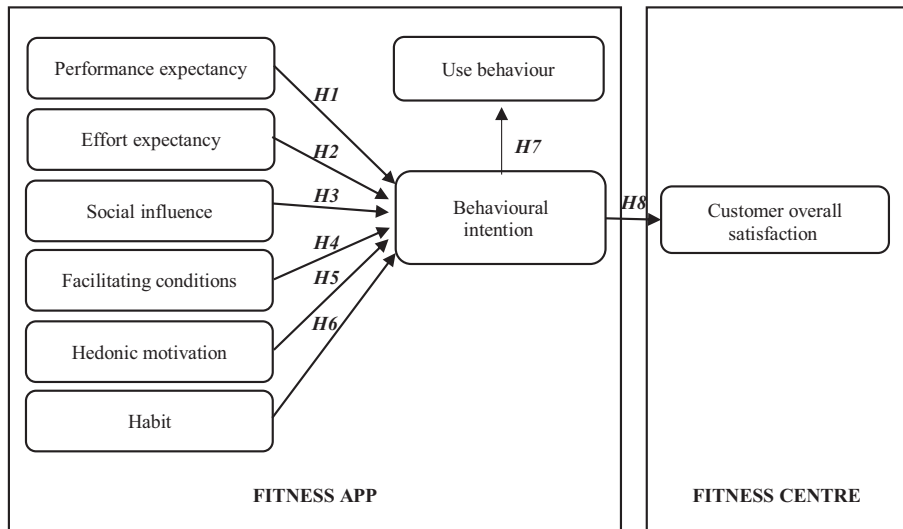 Performance expectancy
H1
Effort expectancy
H2
Social influence
H3
Facilitating conditions
H4
Hedonic motivation
H5
Habit
H6
Use behaviour
H7
Behavioural
intention
H8
Customer overall
satisfaction
FITNESS APP
FITNESS CENTRE